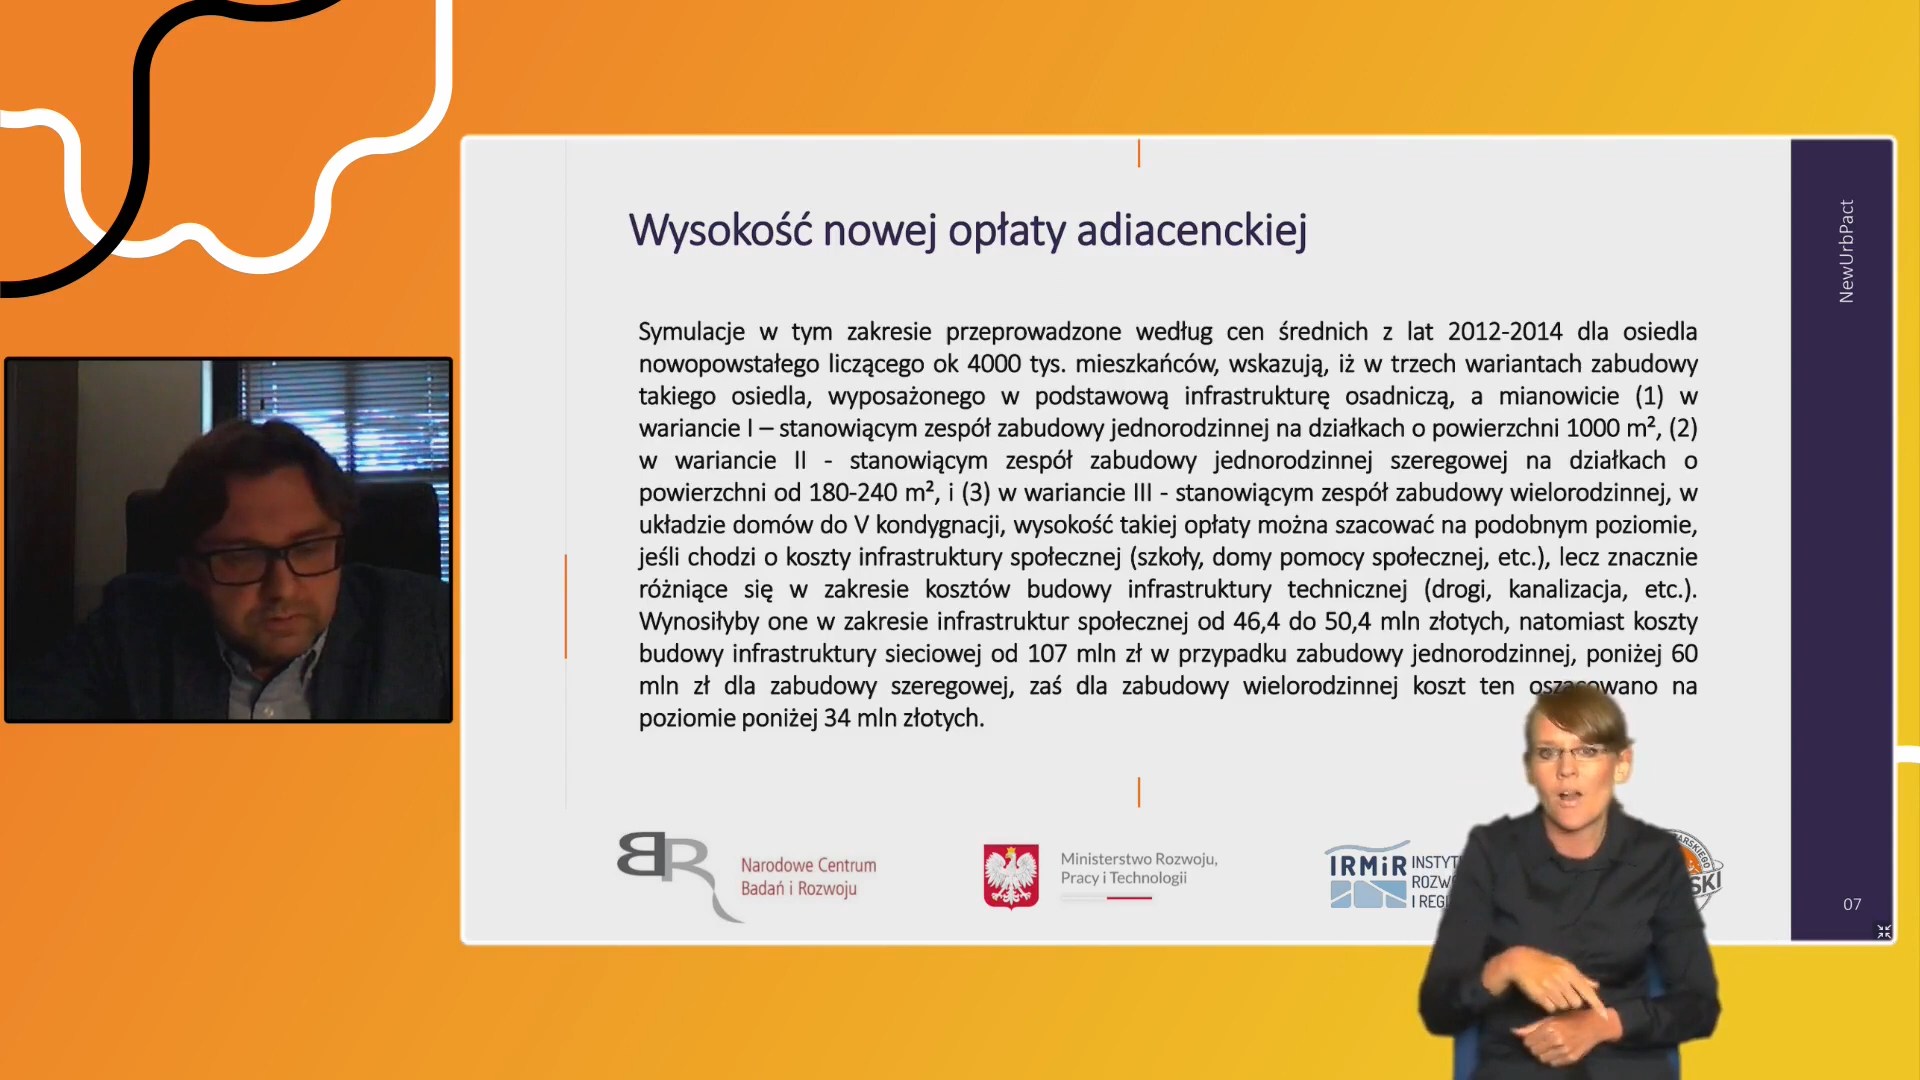 Wysokość nowej opłaty adiacenckiej
Symulacje w tym zakresie przeprowadzone według cen średnich z lat 2012-2014 dla osiedla
nowopowstałego liczącego ok 4000 tys. mieszkańców, wskazują, iż w trzech wariantach zabudowy
takiego osiedla, wyposażonego w podstawową infrastrukturę osadniczą, a mianowicie (1) w
wariancie I – stanowiącym zespół zabudowy jednorodzinnej na działkach o powierzchni 1000 m², (2)
w wariancie II - stanowiącym zespół zabudowy jednorodzinnej szeregowej na działkach o
powierzchni od 180-240 m², i (3) w wariancie III - stanowiącym zespół zabudowy wielorodzinnej, w
układzie domów do V kondygnacji, wysokość takiej opłaty można szacować na podobnym poziomie,
jeśli chodzi o koszty infrastruktury społecznej (szkoły, domy pomocy społecznej, etc.), lecz znacznie
różniące się w zakresie kosztów budowy infrastruktury technicznej (drogi, kanalizacja, etc.).
Wynosiłyby one w zakresie infrastruktur społecznej od 46,4 do 50,4 mln złotych, natomiast koszty
budowy infrastruktury sieciowej od 107 mln zł w przypadku zabudowy jednorodzinnej, poniżej 60
mln zł dla zabudowy szeregowej, zaś dla zabudowy wielorodzinnej koszt ten oszacowano na
poziomie poniżej 34 mln złotych.
NewUrbPact
BR
Narodowe Centrum
Badań i Rozwoju
Ministerstwo Rozwoju,
Pracy i Technologii
IRMiR
07